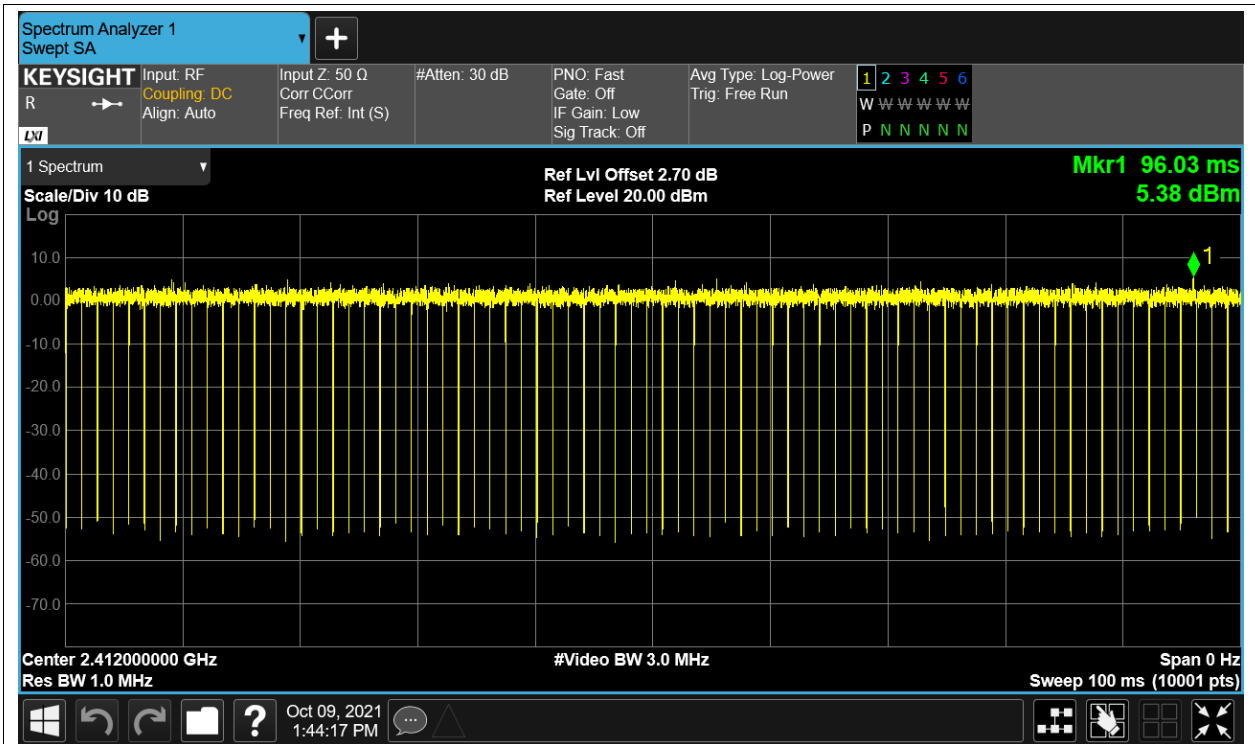 Spectrum Analyzer 1
Swept SA
KEYSIGHT
R
LXI
Input: RF
Coupling: DC
Align: Auto
Input Z: 50 Ω
Corr CCorr
Freq Ref: Int (S)
#Atten: 30 dB
PNO: Fast
Gate: Off
IF Gain: Low
Sig Track: Off
Avg Type: Log-Power
Trig: Free Run
1 2 3 4 5 6
W W W W W W
P N N N N N
1 Spectrum
Scale/Div 10 dB
Log
Ref Lvl Offset 2.70 dB
Ref Level 20.00 dBm
Mkr1 96.03 ms
5.38 dBm
1
10.0
0.00
-10.0
-20.0
-30.0
-40.0
-50.0
-60.0
-70.0
Center 2.412000000 GHz
Res BW 1.0 MHz
#Video BW 3.0 MHz
Span 0 Hz
Sweep 100 ms (10001 pts)
?
Oct 09, 2021
1:44:17 PM